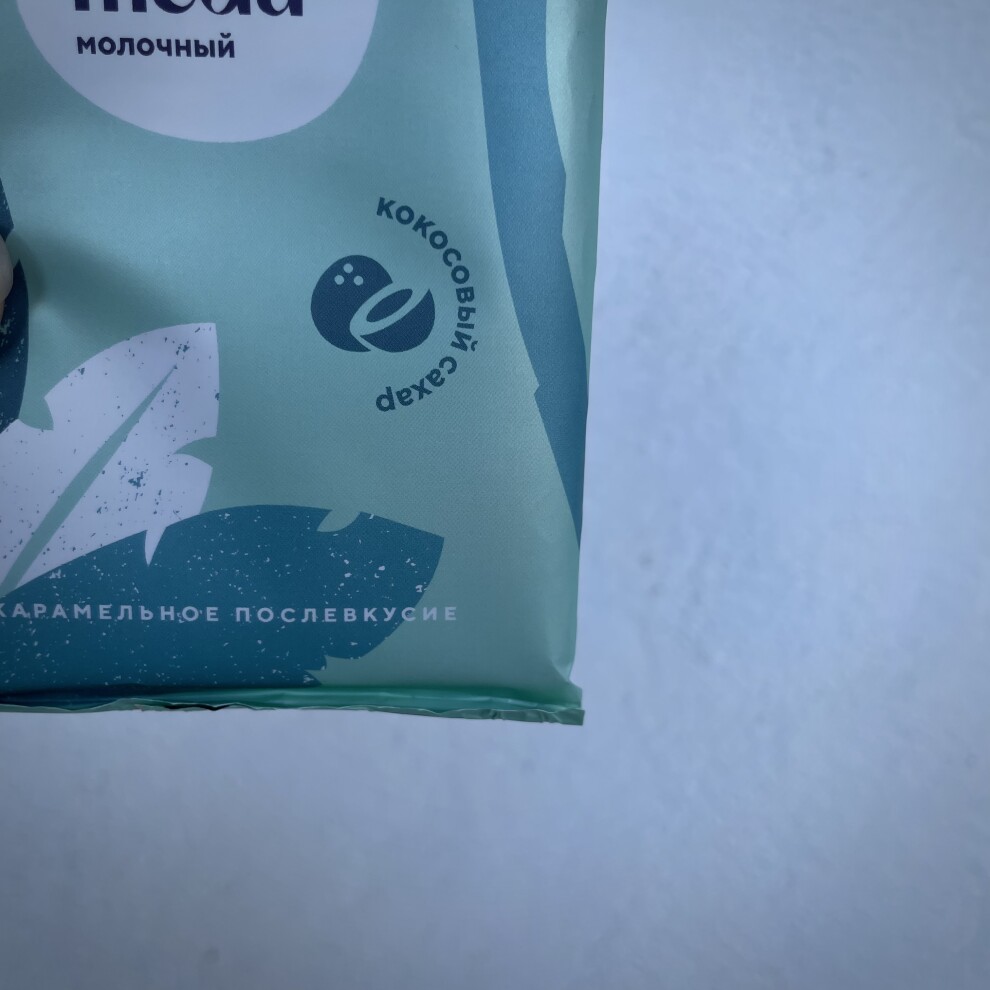 молочный
кокосовый сахар
КАРАМЕЛЬНОЕ ПОСЛЕВКУСИЕ